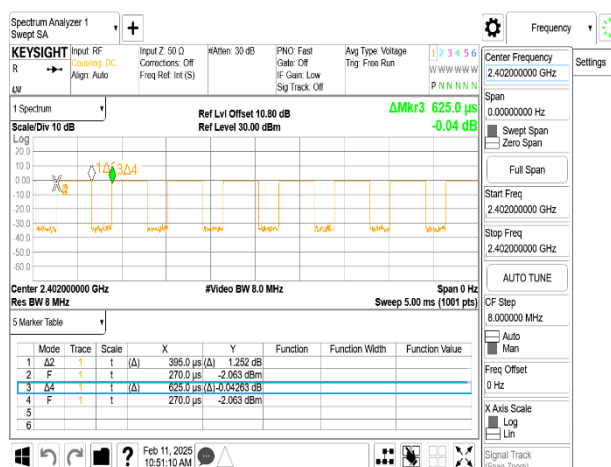 Spectrum Analyzer 1
Swept SA
Frequency
KEYSIGHT
R
Input: RF
Coupling: DC
Align: Auto
Input Z: 50 Ω
Corrections: Off
Freq Ref: Int (S)
#Atten: 30 dB
PNO: Fast
Gate: Off
IF Gain: Low
Sig Track: Off
Avg Type: Voltage
Trig: Free Run
1 2 3 4 5 6
W W W W W W
P N N N N N
1 Spectrum
Scale/Div 10 dB
Ref Lvl Offset 10.80 dB
Ref Level 30.00 dBm
ΔMkr3 625.0 µs
-0.04 dB
Log
20.0
10.0
0.00
-10.0
-20.0
-30.0
-40.0
-50.0
-60.0
3Δ4
Center 2.402000000 GHz
Res BW 8 MHz
#Video BW 8.0 MHz
Span 0 Hz
Sweep 5.00 ms (1001 pts)
5 Marker Table
Mode Trace Scale X Y Function Function Width Function Value
1 Δ2 1 t (Δ) 395.0 µs (Δ) 1.252 dB
2 F 1 t 270.0 µs -2.063 dBm
3 Δ4 1 t (Δ) 625.0 µs (Δ) -0.04263 dB
4 F 1 t 270.0 µs -2.063 dBm
5
6
Feb 11, 2025
10:51:10 AM
Center Frequency
2.402000000 GHz
Settings
Span
0.00000000 Hz
Swept Span
Zero Span
Full Span
Start Freq
2.402000000 GHz
Stop Freq
2.402000000 GHz
AUTO TUNE
CF Step
8.000000 MHz
Auto
Man
Freq Offset
0 Hz
X Axis Scale
Log
Lin
Signal Track
(Span Zoom)